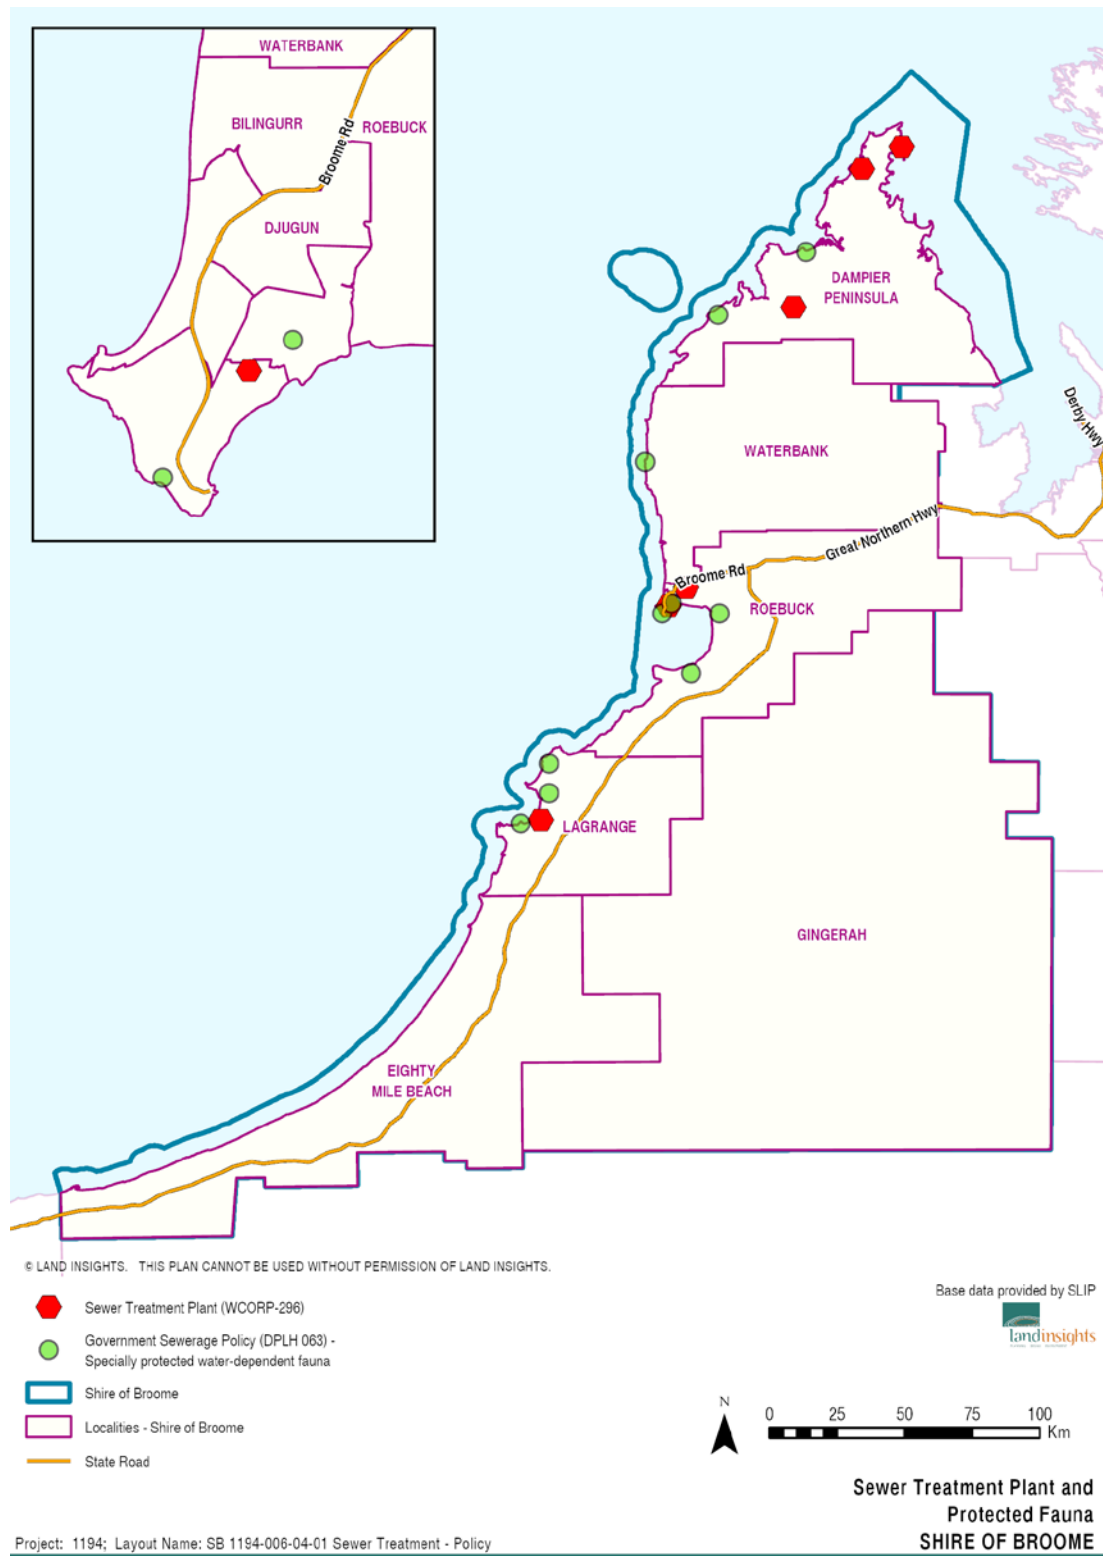 WATERBANK
BILINGURR
ROEBUCK
Broome Rd
DJUGUN
DAMPIER
PENINSULA
Derby Hwy
WATERBANK
Great Northern Hwy
Broome Rd
ROEBUCK
LAGRANGE
GINGERAH
EIGHTY
MILE BEACH
© LAND INSIGHTS. THIS PLAN CANNOT BE USED WITHOUT PERMISSION OF LAND INSIGHTS.
Sewer Treatment Plant (WCORP-296)
Government Sewerage Policy (DPLH 063) -
Specially protected water-dependent fauna
Shire of Broome
Localities - Shire of Broome
State Road
Base data provided by SLIP
landinsights
N
0 25 50 75 100
Km
Sewer Treatment Plant and
Protected Fauna
SHIRE OF BROOME
Project: 1194; Layout Name: SB 1194-006-04-01 Sewer Treatment - Policy